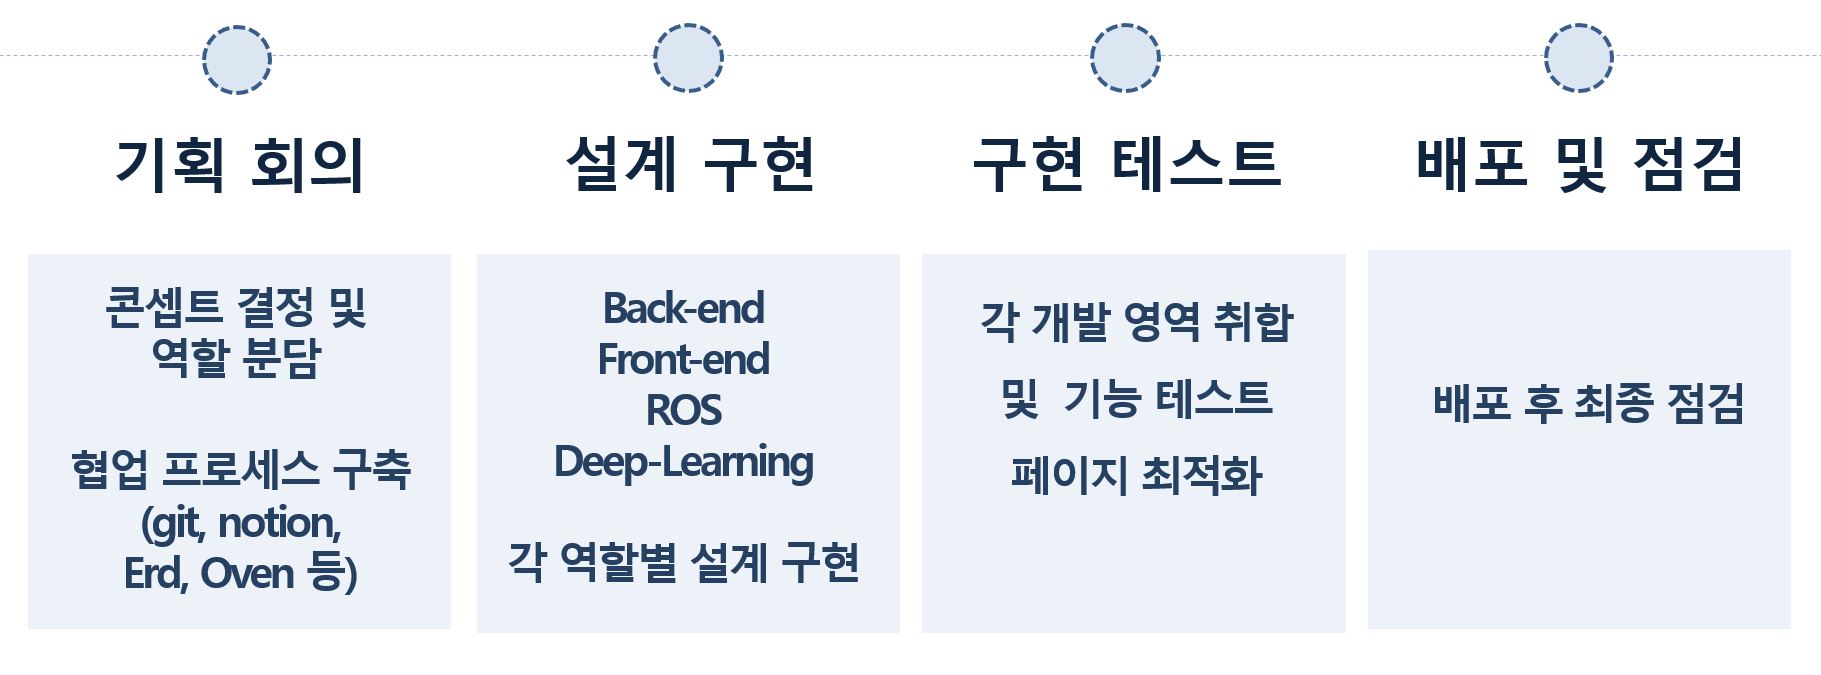 기획 회의
설계 구현
구현 테스트
배포 및 점검
콘셉트 결정 및
역할 분담
협업 프로세스 구축
(git, notion,
Erd, Oven 등)
Back-end
Front-end
ROS
Deep-Learning
각 역할별 설계 구현
각 개발 영역 취합
및 기능 테스트
페이지 최적화
배포 후 최종 점검